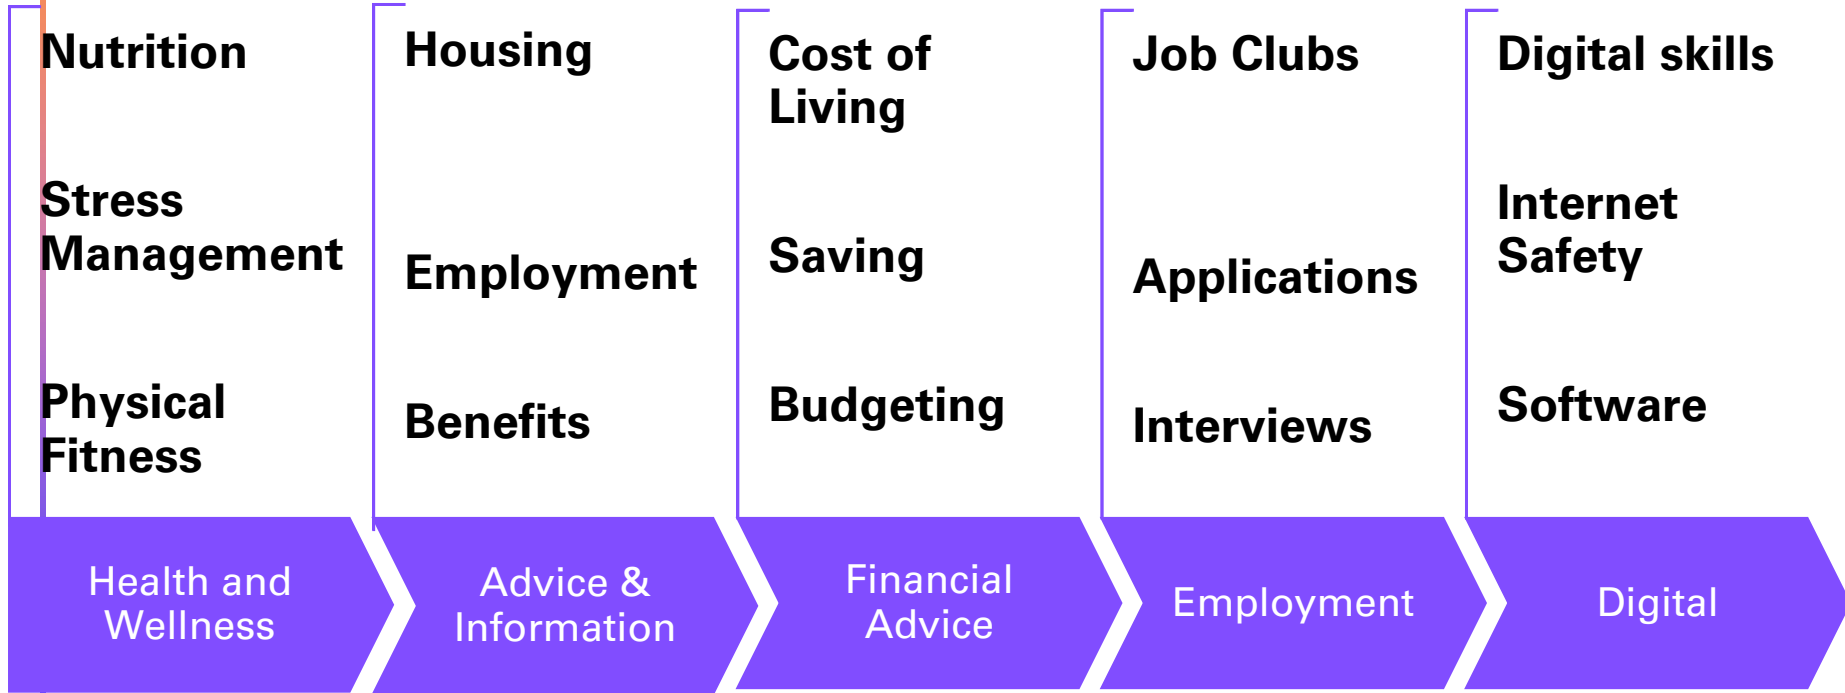 Nutrition
Stress
Management
Physical
Fitness
Health and
Wellness
Housing
Employment
Benefits
Advice &
Information
Cost of
Living
Saving
Budgeting
Financial
Advice
Job Clubs
Applications
Interviews
Employment
Digital skills
Internet
Safety
Software
Digital